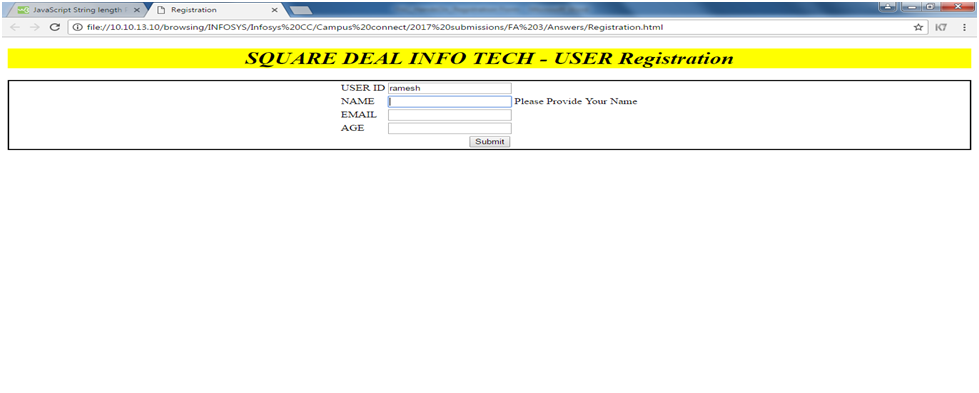 JavaScript String length
Registration
file://10.10.13.10/browsing/INFOSYS/Infosys%20CC/Campus%20connect/2017%20submissions/FA%203/Answers/Registration.html
K7
SQUARE DEAL INFO TECH - USER Registration
USER ID ramesh
NAME Please Provide Your Name
EMAIL
AGE
Submit